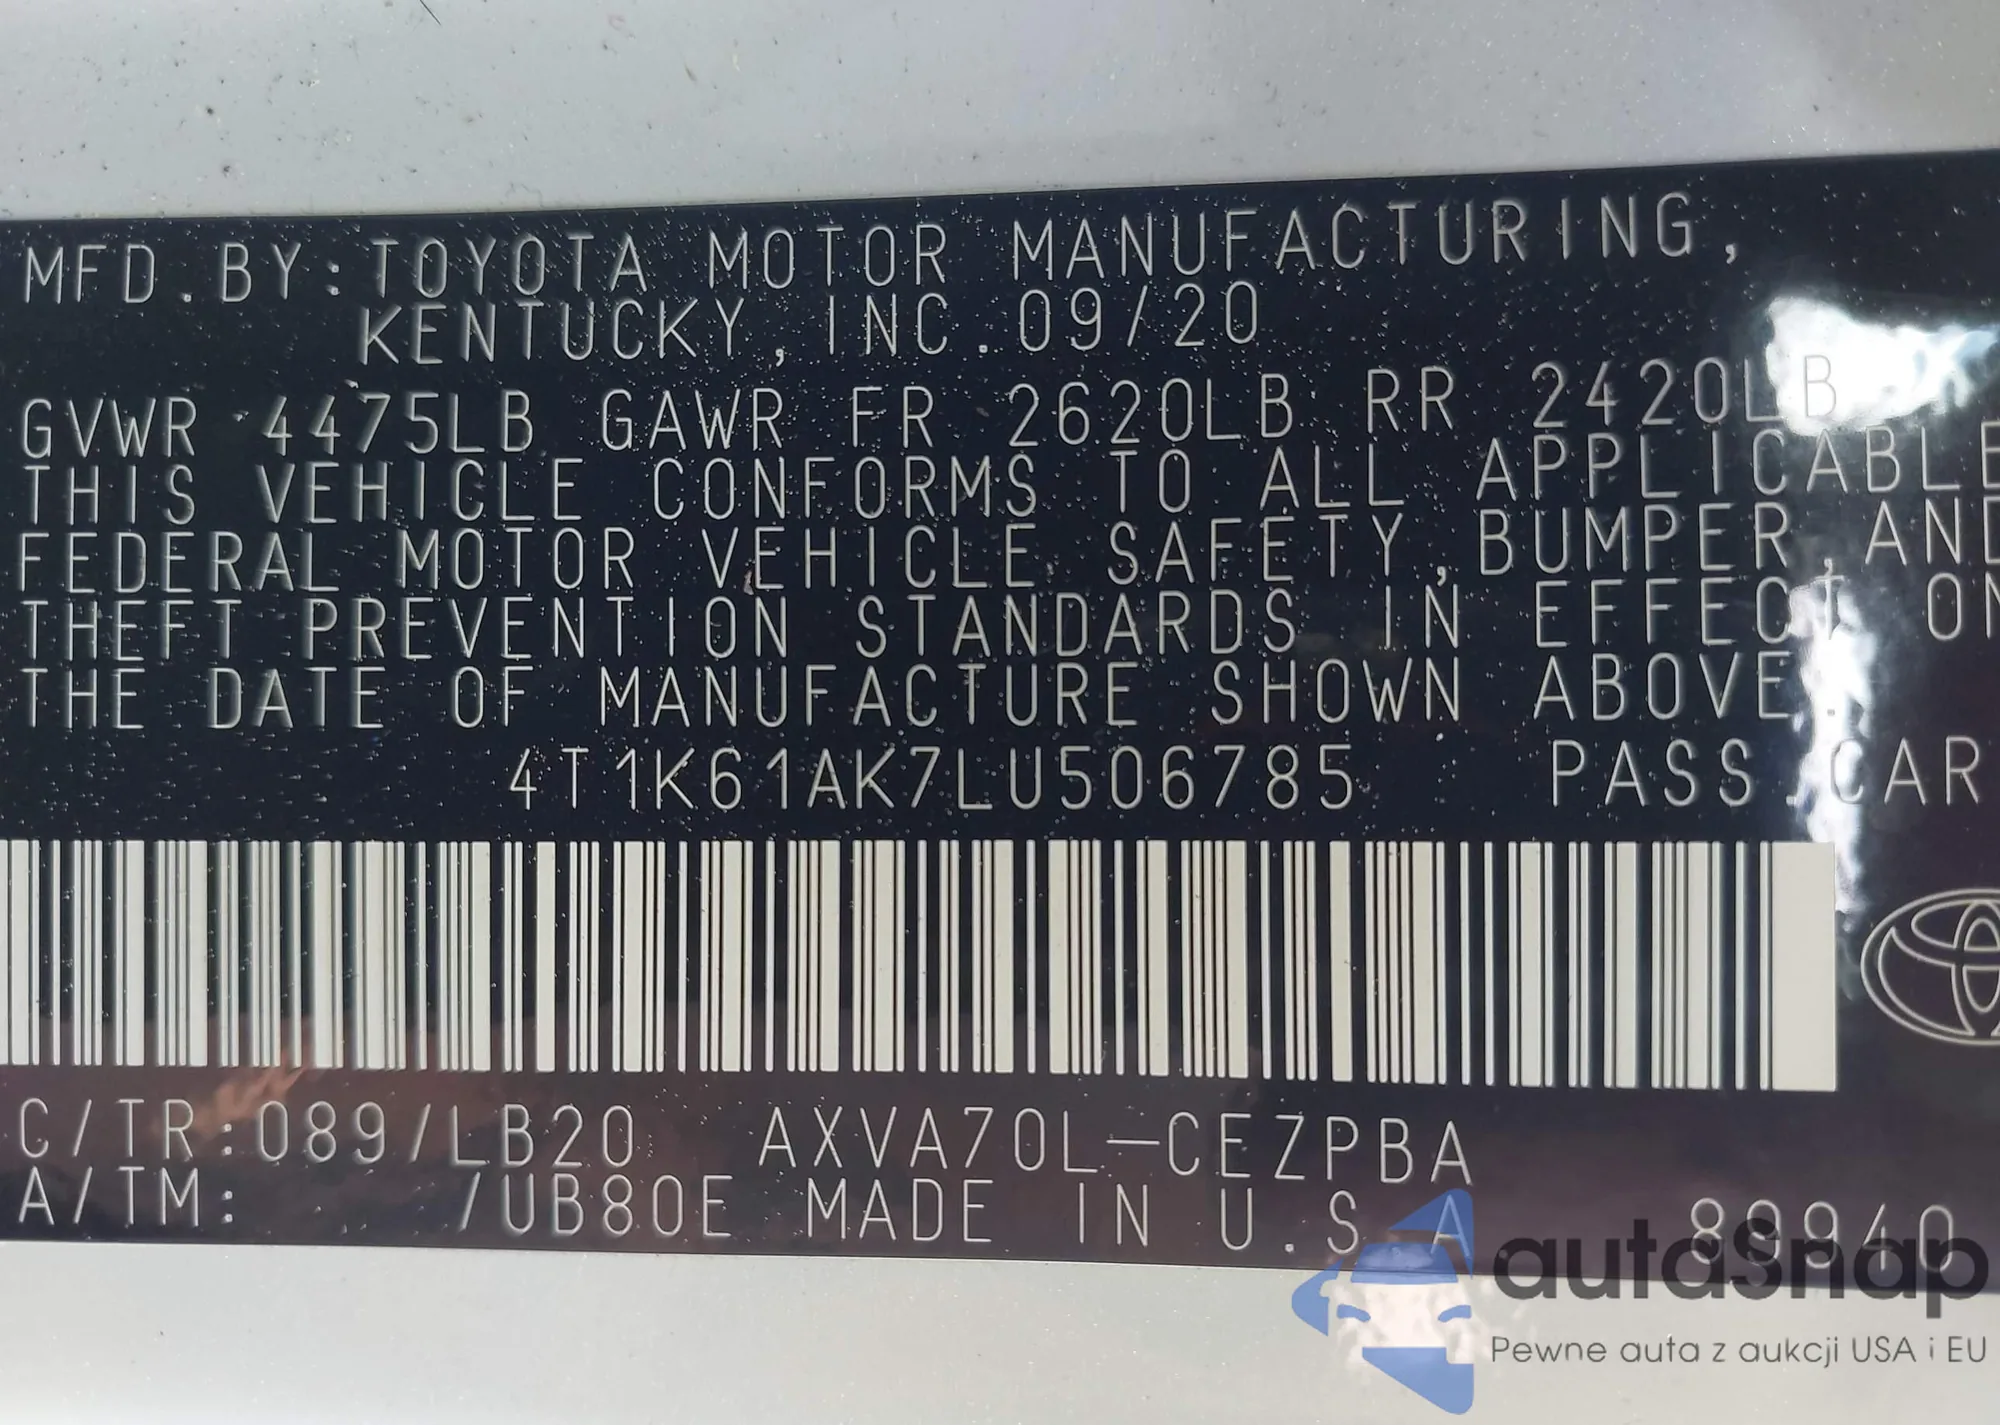 MFD.BY:TOYOTA MOTOR MANUFACTURING,
KENTUCKY, INC. 09/20
GVWR 4475LB GAWR FR 2620LB RR 2420LB
THIS VEHICLE CONFORMS TO ALL APPLICABLE
FEDERAL MOTOR VEHICLE SAFETY, BUMPER, AND
THEFT PREVENTION STANDARDS IN EFFECT ON
THE DATE OF MANUFACTURE SHOWN ABOVE.
4T1K61AK7LU506785 PASS.CAR
C/TR:089/LB20 AXVA70L-CEZPBA
A/TM: /UB80E MADE IN U.S.A 89940
autaSnap
Pewne auta z aukcji USA i EU